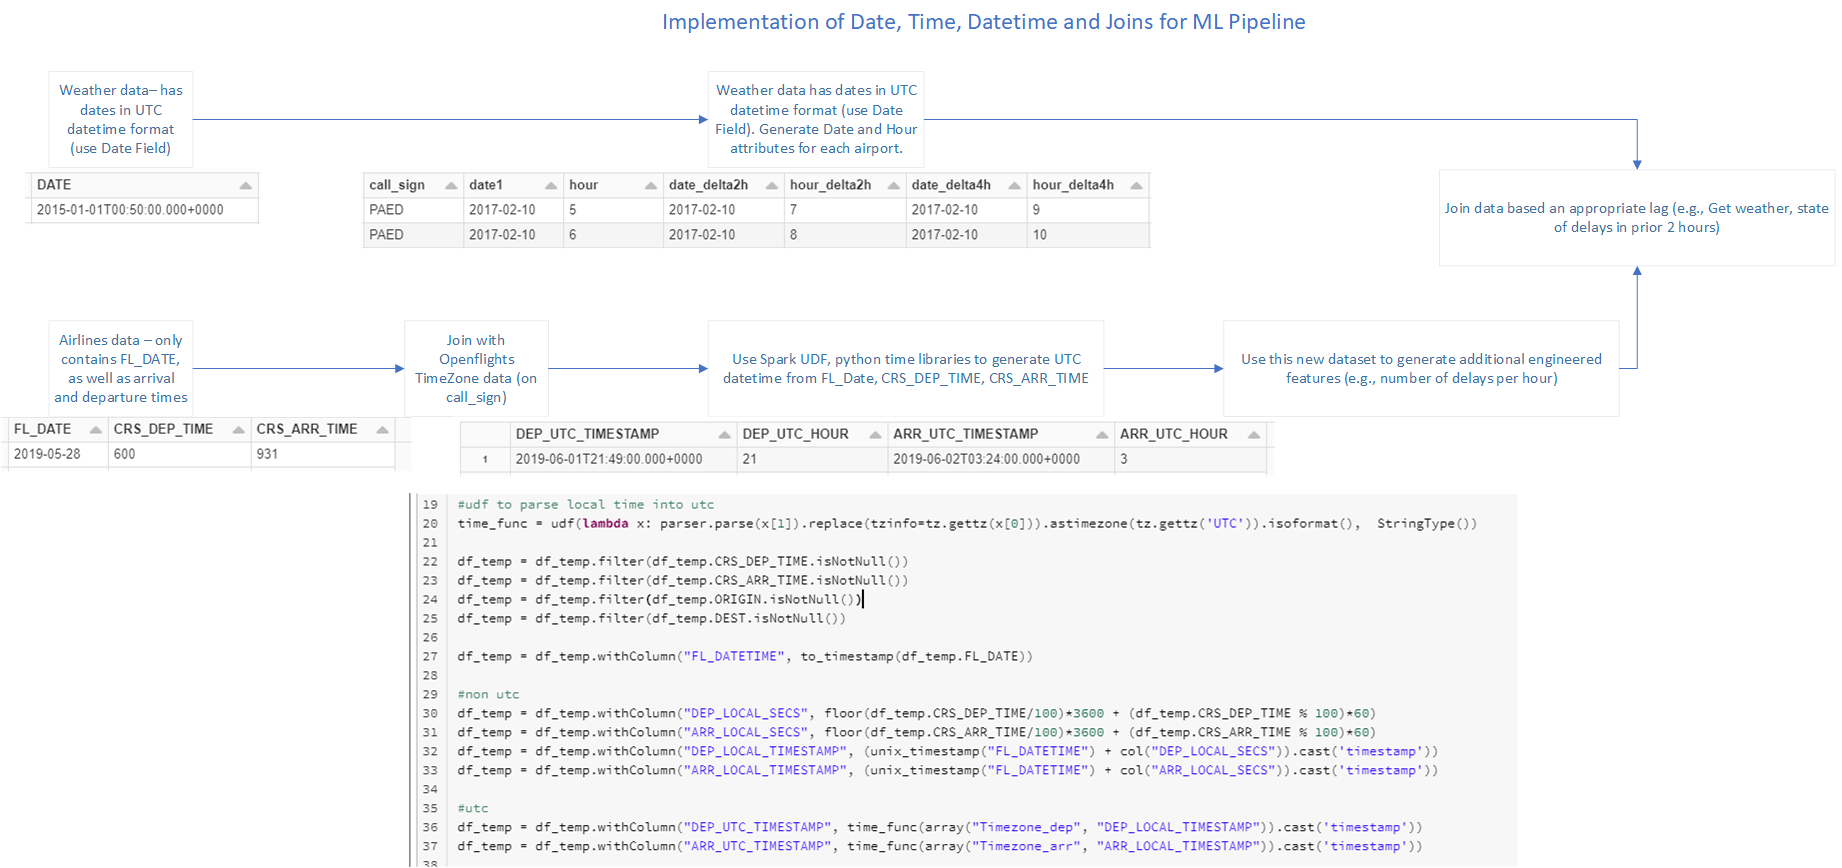 Implementation of Date, Time, Datetime and Joins for ML Pipeline
Weather data– has
dates in UTC
datetime format
(use Date Field)
Weather data has dates in UTC
datetime format (use Date
Field). Generate Date and Hour
attributes for each airport.
DATE
2015-01-01T00:50:00.000+0000
call_sign date1 hour date_delta2h hour_delta2h date_delta4h hour_delta4h
PAED 2017-02-10 5 2017-02-10 7 2017-02-10 9
PAED 2017-02-10 6 2017-02-10 8 2017-02-10 10
Join data based an appropriate lag (e.g., Get weather, state
of delays in prior 2 hours)
Airlines data – only
contains FL_DATE,
as well as arrival
and departure times
Join with
Openflights
TimeZone data (on
call_sign)
Use Spark UDF, python time libraries to generate UTC
datetime from FL_Date, CRS_DEP_TIME, CRS_ARR_TIME
Use this new dataset to generate additional engineered
features (e.g., number of delays per hour)
FL_DATE CRS_DEP_TIME CRS_ARR_TIME
2019-05-28 600 931
DEP_UTC_TIMESTAMP DEP_UTC_HOUR ARR_UTC_TIMESTAMP ARR_UTC_HOUR
1 2019-06-01T21:49:00.000+0000 21 2019-06-02T03:24:00.000+0000 3
19 #udf to parse local time into utc
20 time_func = udf(lambda x: parser.parse(x[1]).replace(tzinfo=tz.gettz(x[0])).astimezone(tz.gettz('UTC')).isoformat(), StringType())
21
22 df_temp = df_temp.filter(df_temp.CRS_DEP_TIME.isNotNull())
23 df_temp = df_temp.filter(df_temp.CRS_ARR_TIME.isNotNull())
24 df_temp = df_temp.filter(df_temp.ORIGIN.isNotNull())
25 df_temp = df_temp.filter(df_temp.DEST.isNotNull())
26
27 df_temp = df_temp.withColumn("FL_DATETIME", to_timestamp(df_temp.FL_DATE))
28
29 #non utc
30 df_temp = df_temp.withColumn("DEP_LOCAL_SECS", floor(df_temp.CRS_DEP_TIME/100)*3600 + (df_temp.CRS_DEP_TIME % 100)*60)
31 df_temp = df_temp.withColumn("ARR_LOCAL_SECS", floor(df_temp.CRS_ARR_TIME/100)*3600 + (df_temp.CRS_ARR_TIME % 100)*60)
32 df_temp = df_temp.withColumn("DEP_LOCAL_TIMESTAMP", (unix_timestamp("FL_DATETIME") + col("DEP_LOCAL_SECS")).cast('timestamp'))
33 df_temp = df_temp.withColumn("ARR_LOCAL_TIMESTAMP", (unix_timestamp("FL_DATETIME") + col("ARR_LOCAL_SECS")).cast('timestamp'))
34
35 #utc
36 df_temp = df_temp.withColumn("DEP_UTC_TIMESTAMP", time_func(array("Timezone_dep", "DEP_LOCAL_TIMESTAMP")).cast('timestamp'))
37 df_temp = df_temp.withColumn("ARR_UTC_TIMESTAMP", time_func(array("Timezone_arr", "ARR_LOCAL_TIMESTAMP")).cast('timestamp'))
38